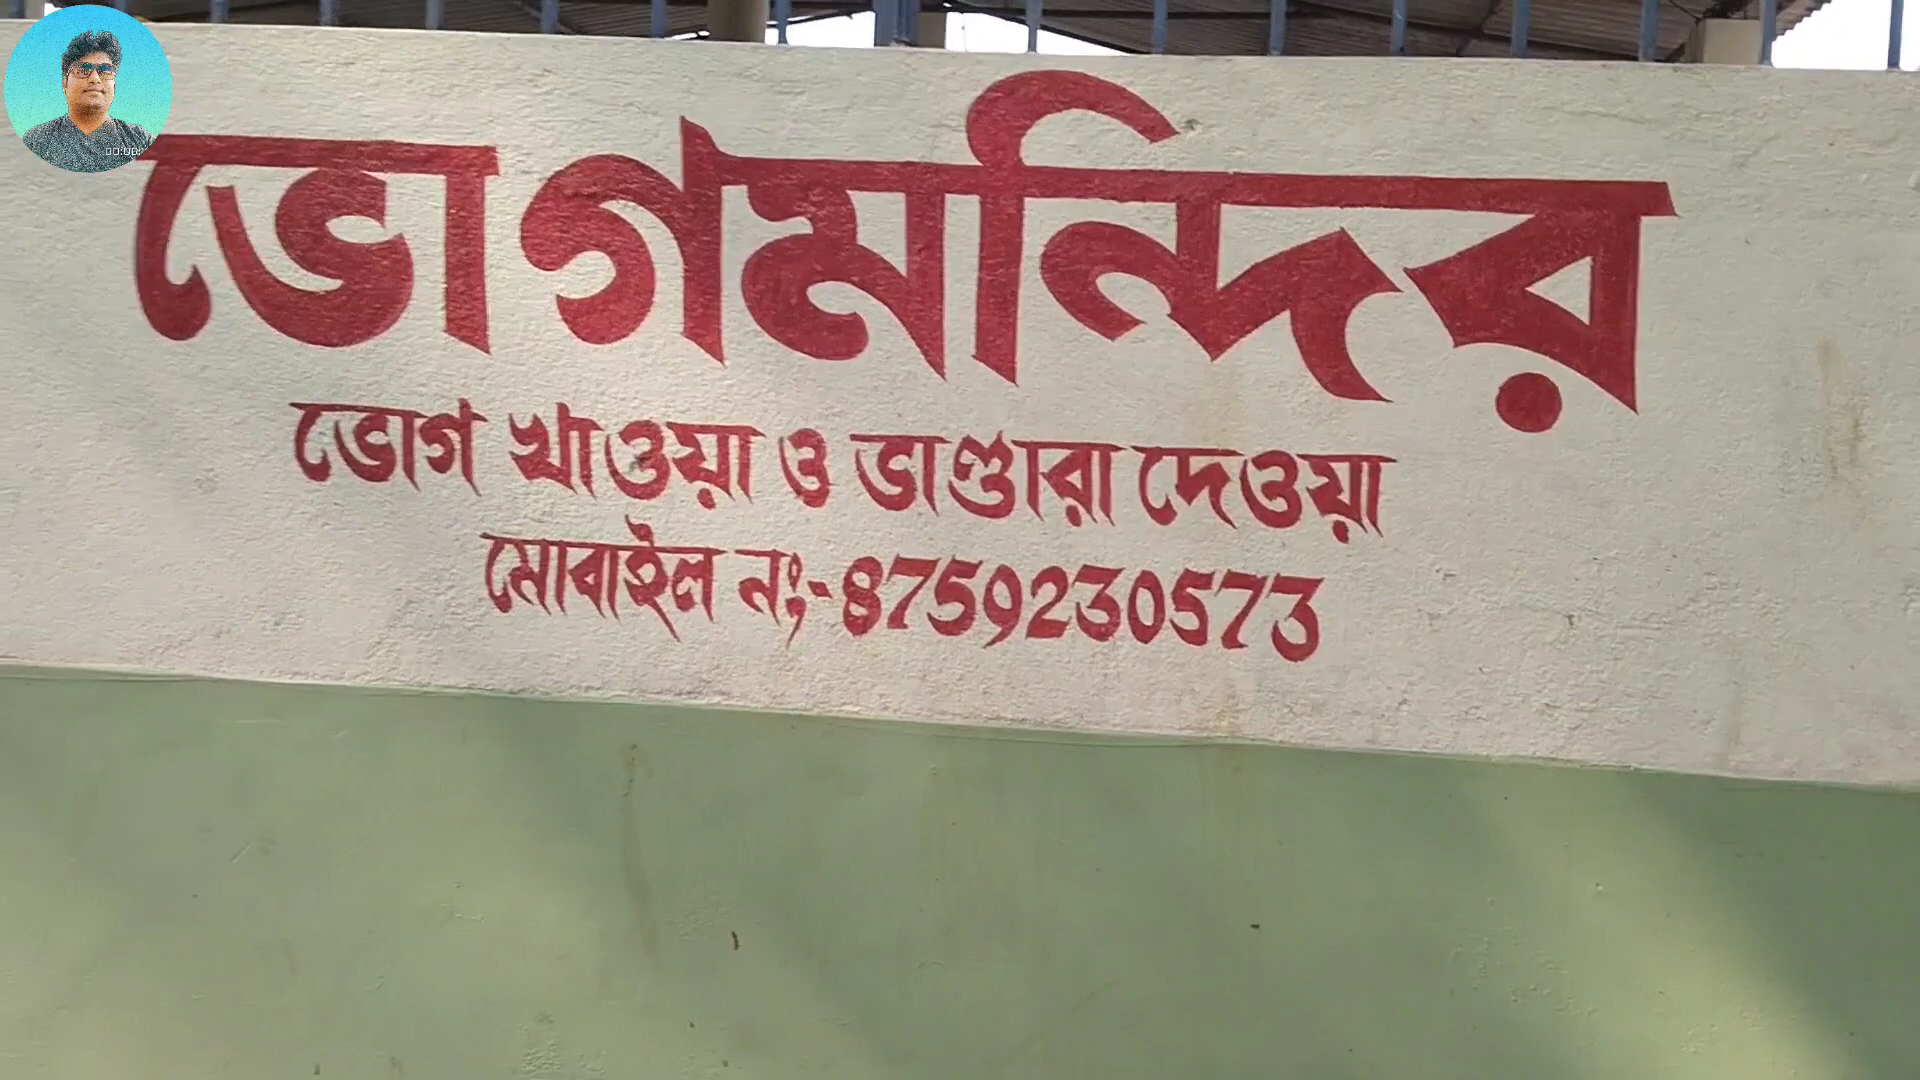 ভোগমন্দির
ভোগ খাওয়া ও ভাণ্ডারা দেওয়া
মোবাইল নং:-8759230573